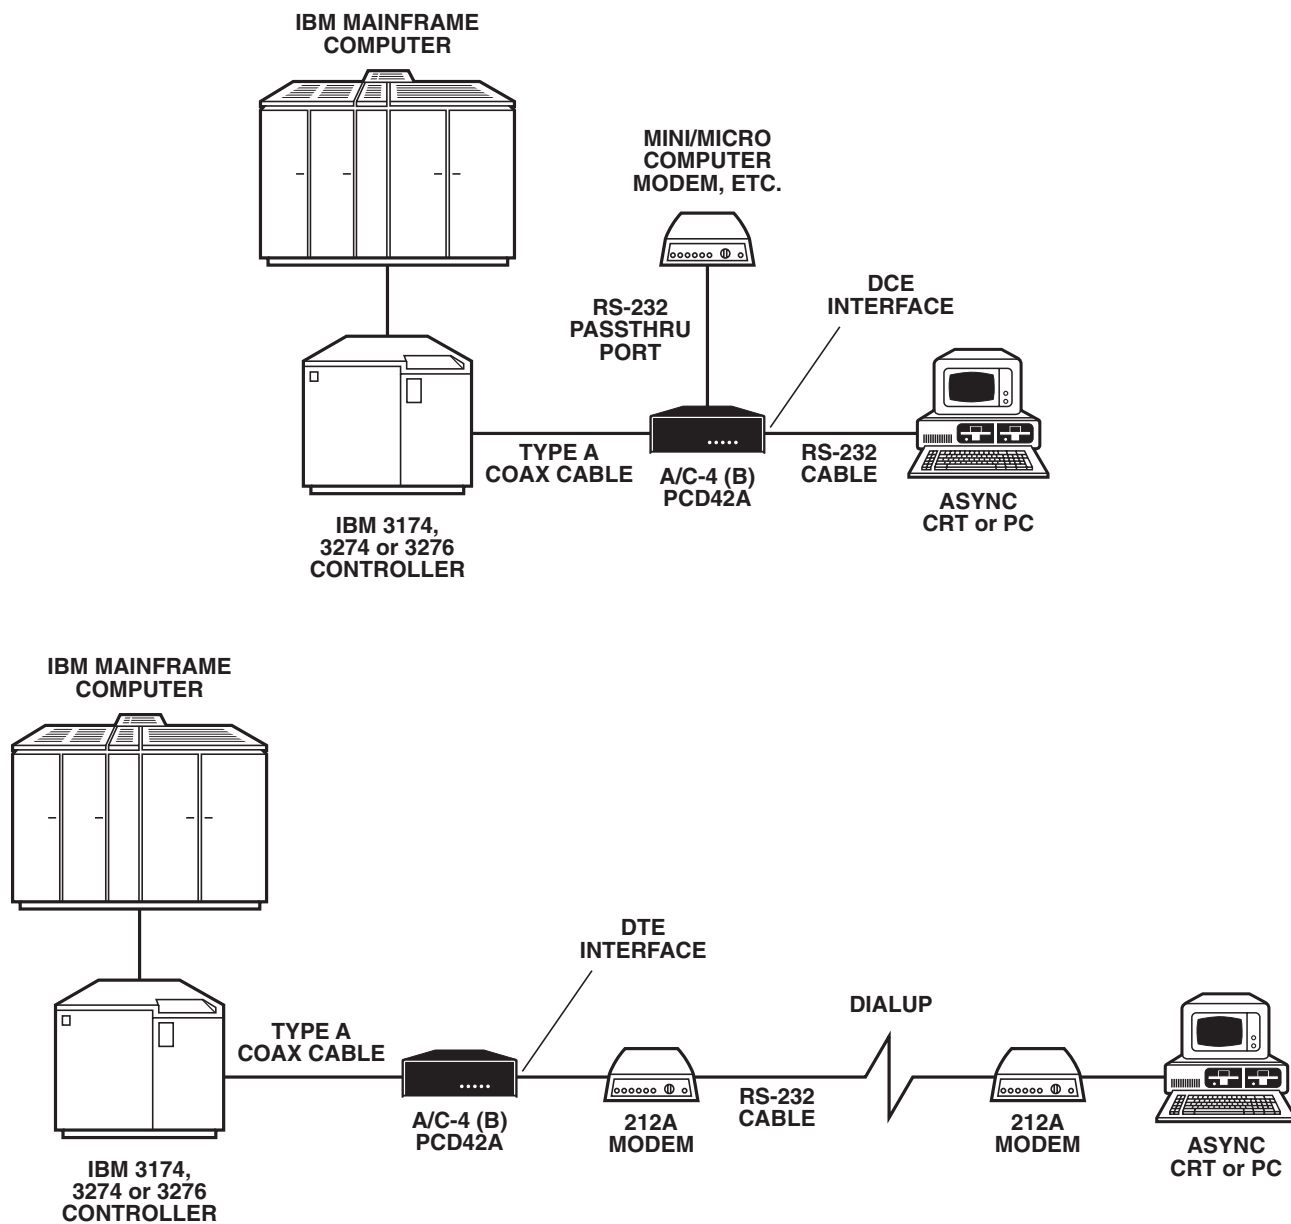 IBM MAINFRAME
COMPUTER
MINI/MICRO
COMPUTER
MODEM, ETC.
DCE
INTERFACE
RS-232
PASSTHRU
PORT
TYPE A
COAX CABLE
A/C-4 (B)
PCD42A
RS-232
CABLE
ASYNC
CRT or PC
IBM 3174,
3274 or 3276
CONTROLLER
IBM MAINFRAME
COMPUTER
DTE
INTERFACE
DIALUP
TYPE A
COAX CABLE
A/C-4 (B)
PCD42A
212A
MODEM
RS-232
CABLE
212A
MODEM
ASYNC
CRT or PC
IBM 3174,
3274 or 3276
CONTROLLER